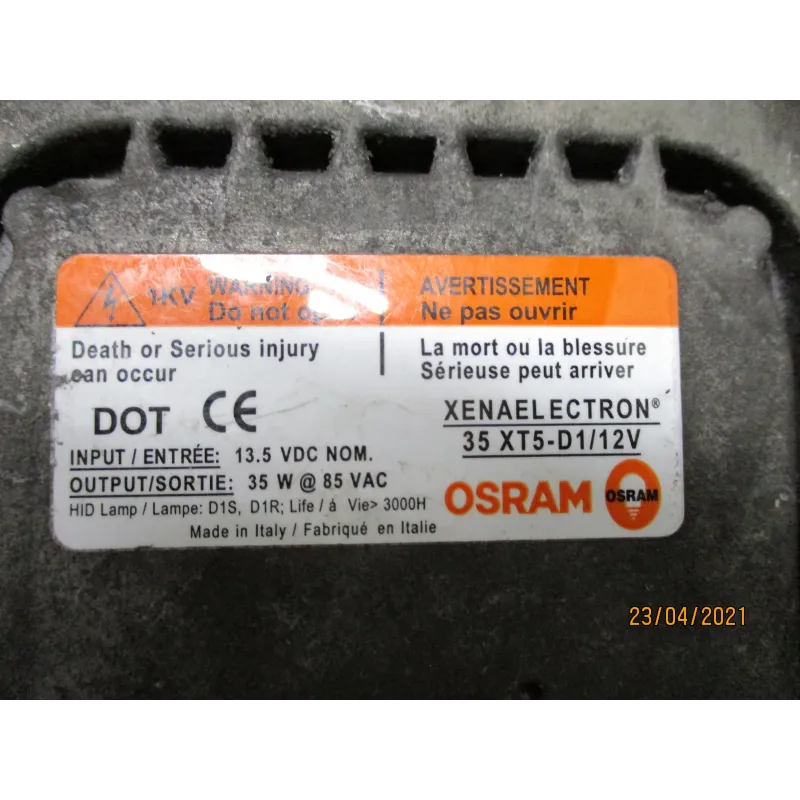 1KV WARNING
Do not
AVERTISSEMENT
Ne pas ouvrir
Death or Serious injury
can occur
La mort ou la blessure
Sérieuse peut arriver
DOT CE
XENAELECTRON®
35 XT5-D1/12V
INPUT / ENTRÉE: 13.5 VDC NOM.
OUTPUT/SORTIE: 35 W @ 85 VAC
HID Lamp / Lampe: D1S, D1R; Life / á Vie> 3000H
Made in Italy / Fabriqué en Italie
OSRAM
OSRAM
23/04/2021